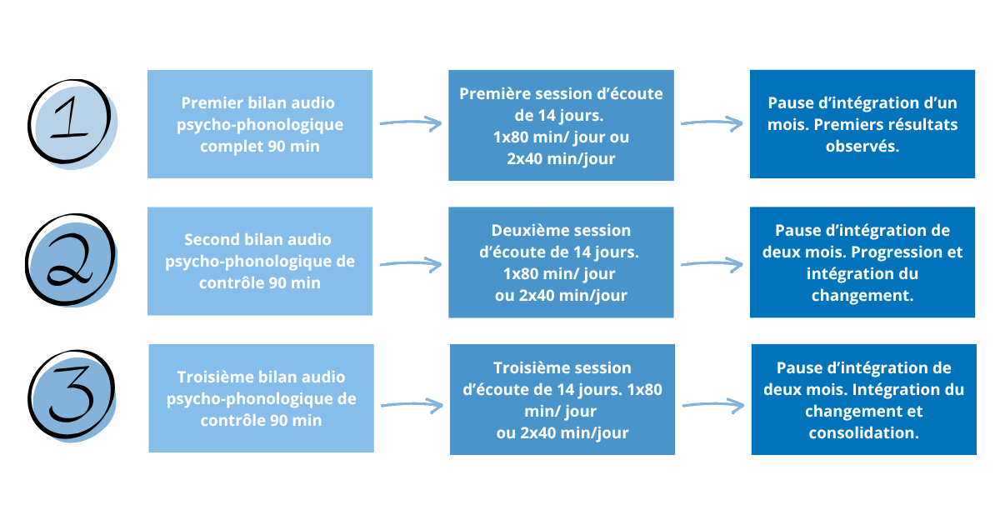 1
Premier bilan audio
psycho-phonologique
complet 90 min
Première session d’écoute
de 14 jours.
1x80 min/ jour ou
2x40 min/jour
Pause d’intégration d’un
mois. Premiers résultats
observés.
2
Second bilan audio
psycho-phonologique de
contrôle 90 min
Deuxième session
d’écoute de 14 jours.
1x80 min/ jour
ou 2x40 min/jour
Pause d’intégration de
deux mois. Progression et
intégration du
changement.
3
Troisième bilan audio
psycho-phonologique de
contrôle 90 min
Troisième session
d’écoute de 14 jours. 1x80
min/ jour
ou 2x40 min/jour
Pause d’intégration de
deux mois. Intégration du
changement et
consolidation.